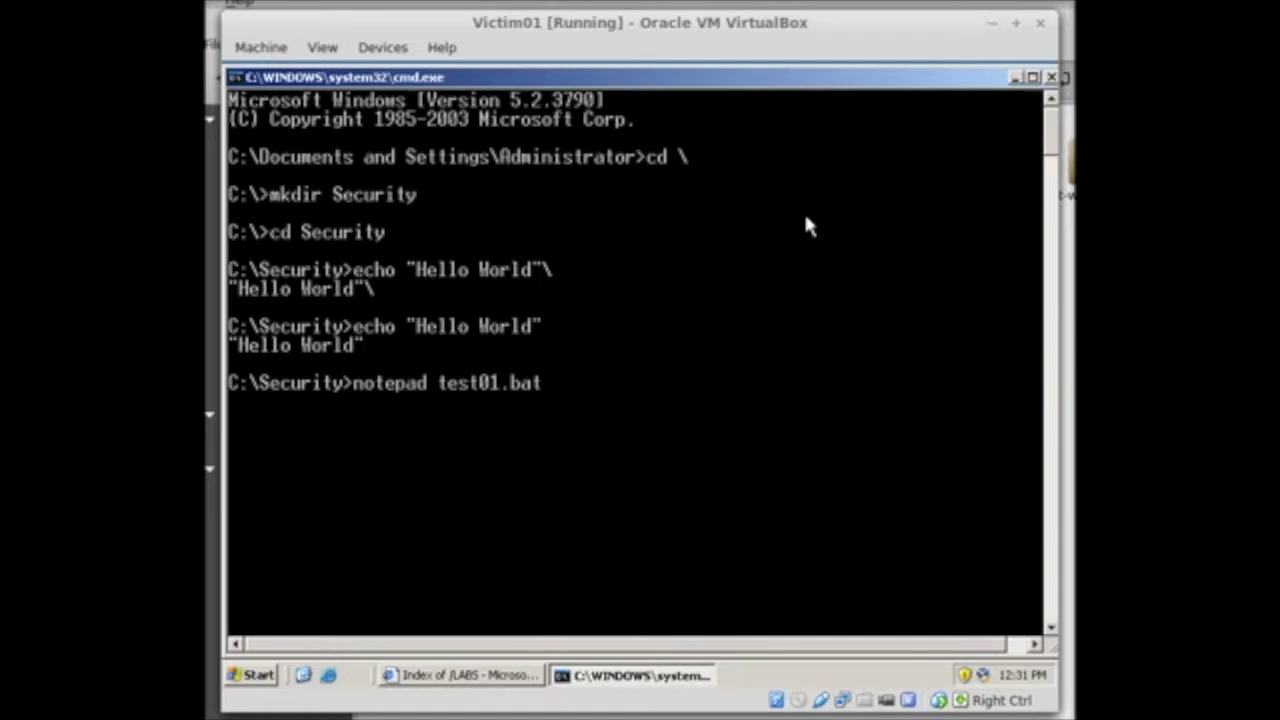 Help
Victim01 [Running] - Oracle VM VirtualBox
Machine View Devices Help
C:\WINDOWS\system32\cmd.exe
Microsoft Windows [Version 5.2.3790]
(C) Copyright 1985-2003 Microsoft Corp.
C:\Documents and Settings\Administrator>cd \
C:\>mkdir Security
C:\>cd Security
C:\Security>echo "Hello World"\
"Hello World"\
C:\Security>echo "Hello World"
"Hello World"
C:\Security>notepad test01.bat
Start Index of /LABS - Microso... C:\WINDOWS\system... 12:31 PM
Right Ctrl